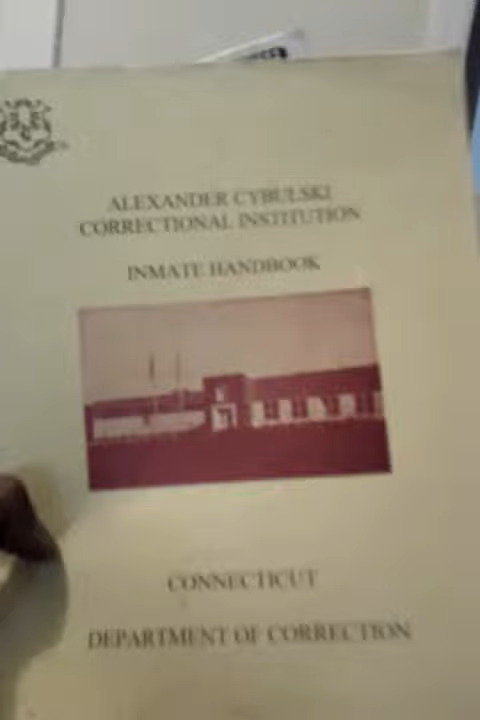 ALEXANDER CYBULSKI
CORRECTIONAL INSTITUTION
INMATE HANDBOOK
CONNECTICUT
DEPARTMENT OF CORRECTION